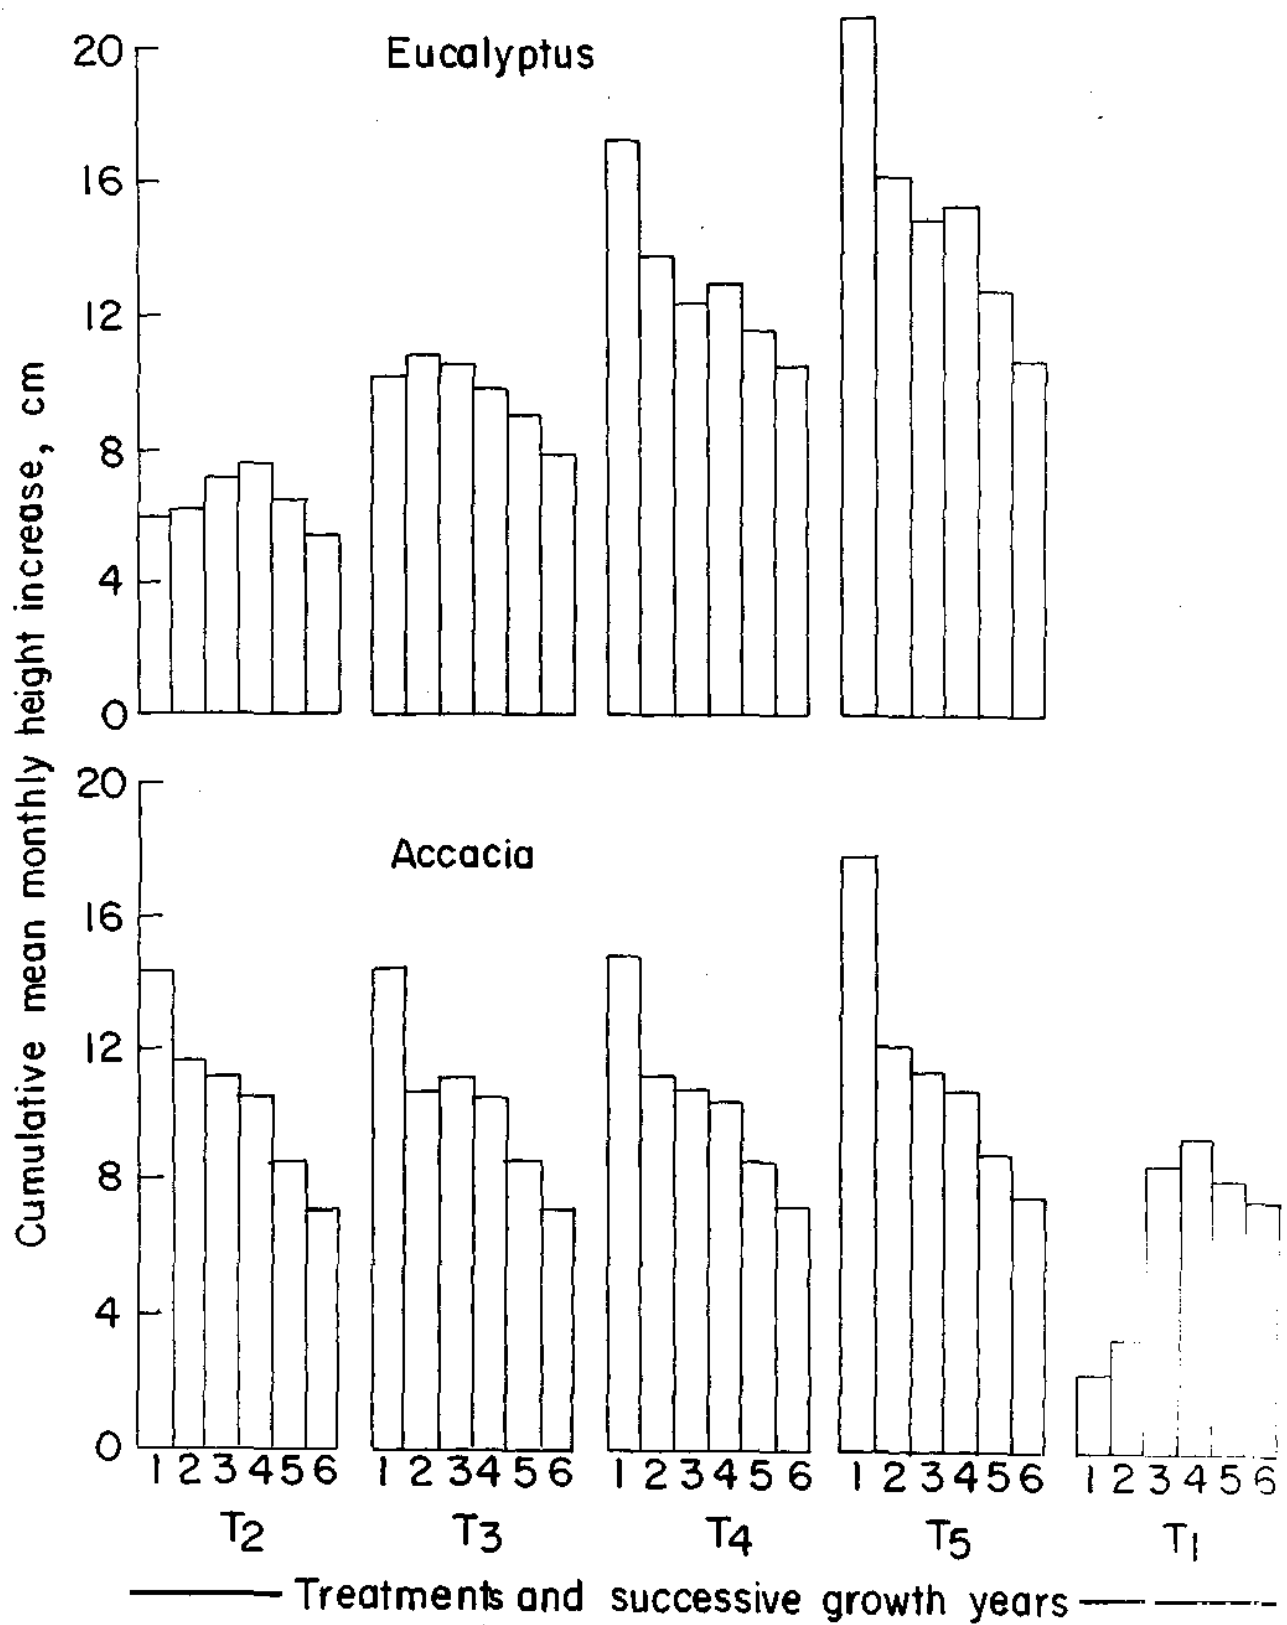 Cumulative mean monthly height increase, cm
Eucalyptus
20
16
12
8
4
0
Accacia
20
16
12
8
4
0
1 2 3 4 5 6 1 2 3 4 5 6 1 2 3 4 5 6 1 2 3 4 5 6 1 2 3 4 5 6
T2 T3 T4 T5 T1
Treatments and successive growth years